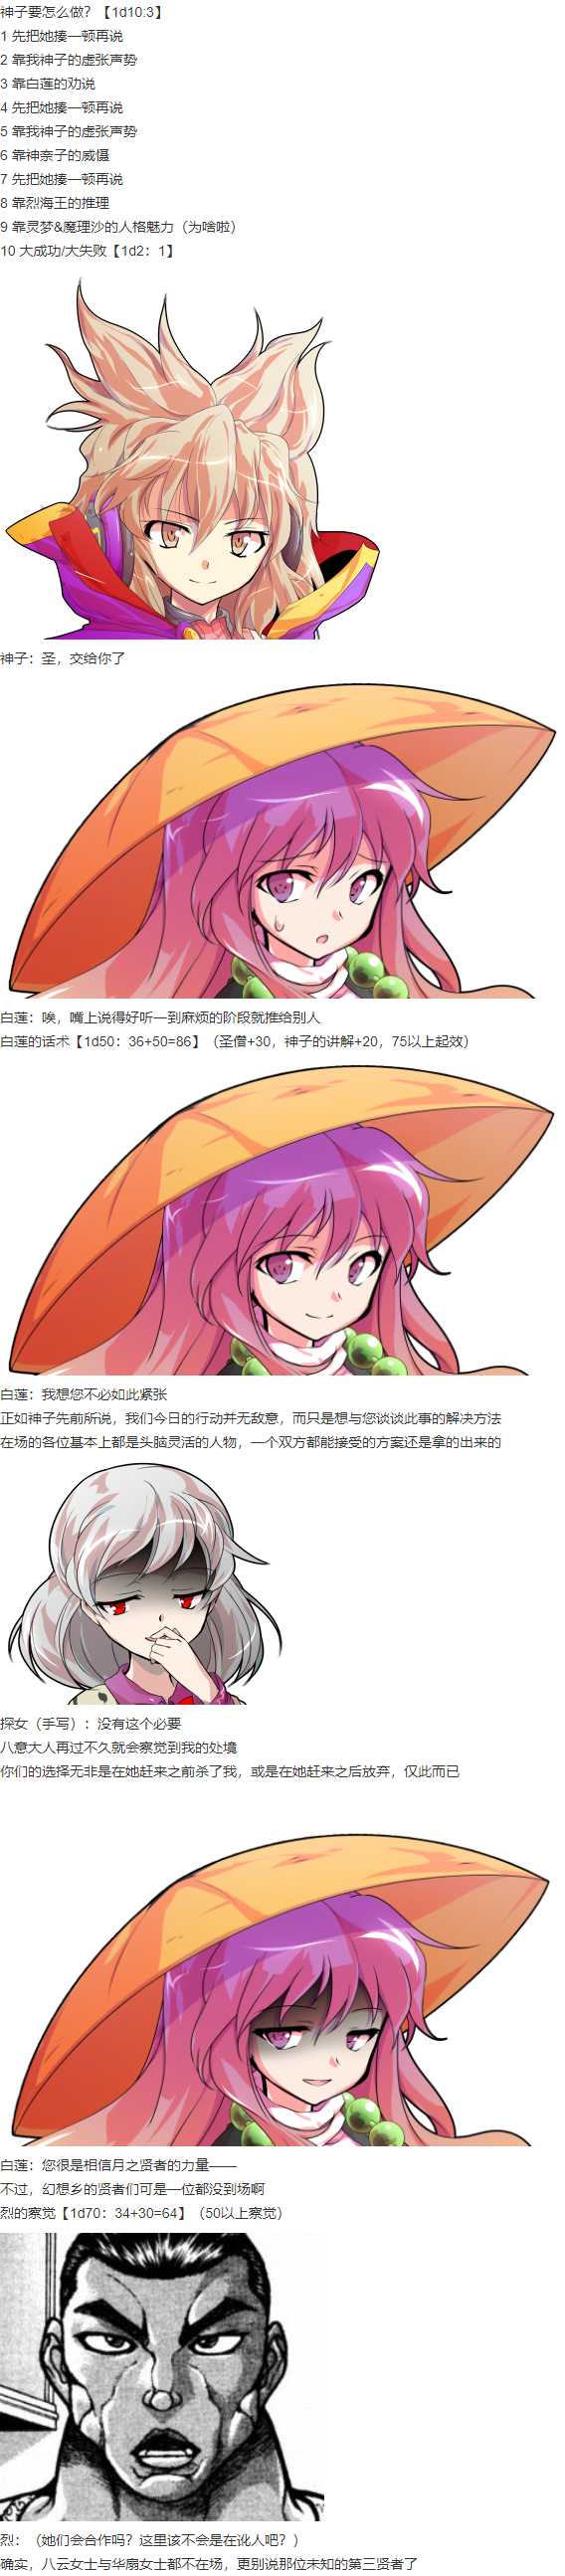 神子要怎么做？【1d10:3】
1 先把她揍一顿再说
2 靠我神子的虚张声势
3 靠白莲的劝说
4 先把她揍一顿再说
5 靠我神子的虚张声势
6 靠神亲子的威慑
7 先把她揍一顿再说
8 靠烈海王的推理
9 靠灵梦&魔理沙的人格魅力（为啥啦）
10 大成功/大失败【1d2：1】
神子：圣，交给你了
白莲：唉，嘴上说得好听一到麻烦的阶段就推给别人
白莲的话术【1d50：36+50=86】（圣僧+30，神子的讲解+20，75以上起效）
白莲：我想您不必如此紧张
正如神子先前所说，我们今日的行动并无敌意，而只是想与您谈谈此事的解决方法
在场的各位基本上都是头脑灵活的人物，一个双方都能接受的方案还是拿的出来的
探女（手写）：没有这个必要
八意大人再过不久就会察觉到我的处境
你们的选择无非是在她赶来之前杀了我，或是在她赶来之后放弃，仅此而已
白莲：您很是相信月之贤者的力量——
不过，幻想乡的贤者们可是一位都没到场啊
烈的察觉【1d70：34+30=64】（50以上察觉）
烈：（她们会合作吗？这里该不会是在讹人吧？）
确实，八云女士与华扇女士都不在场，更别说那位未知的第三贤者了